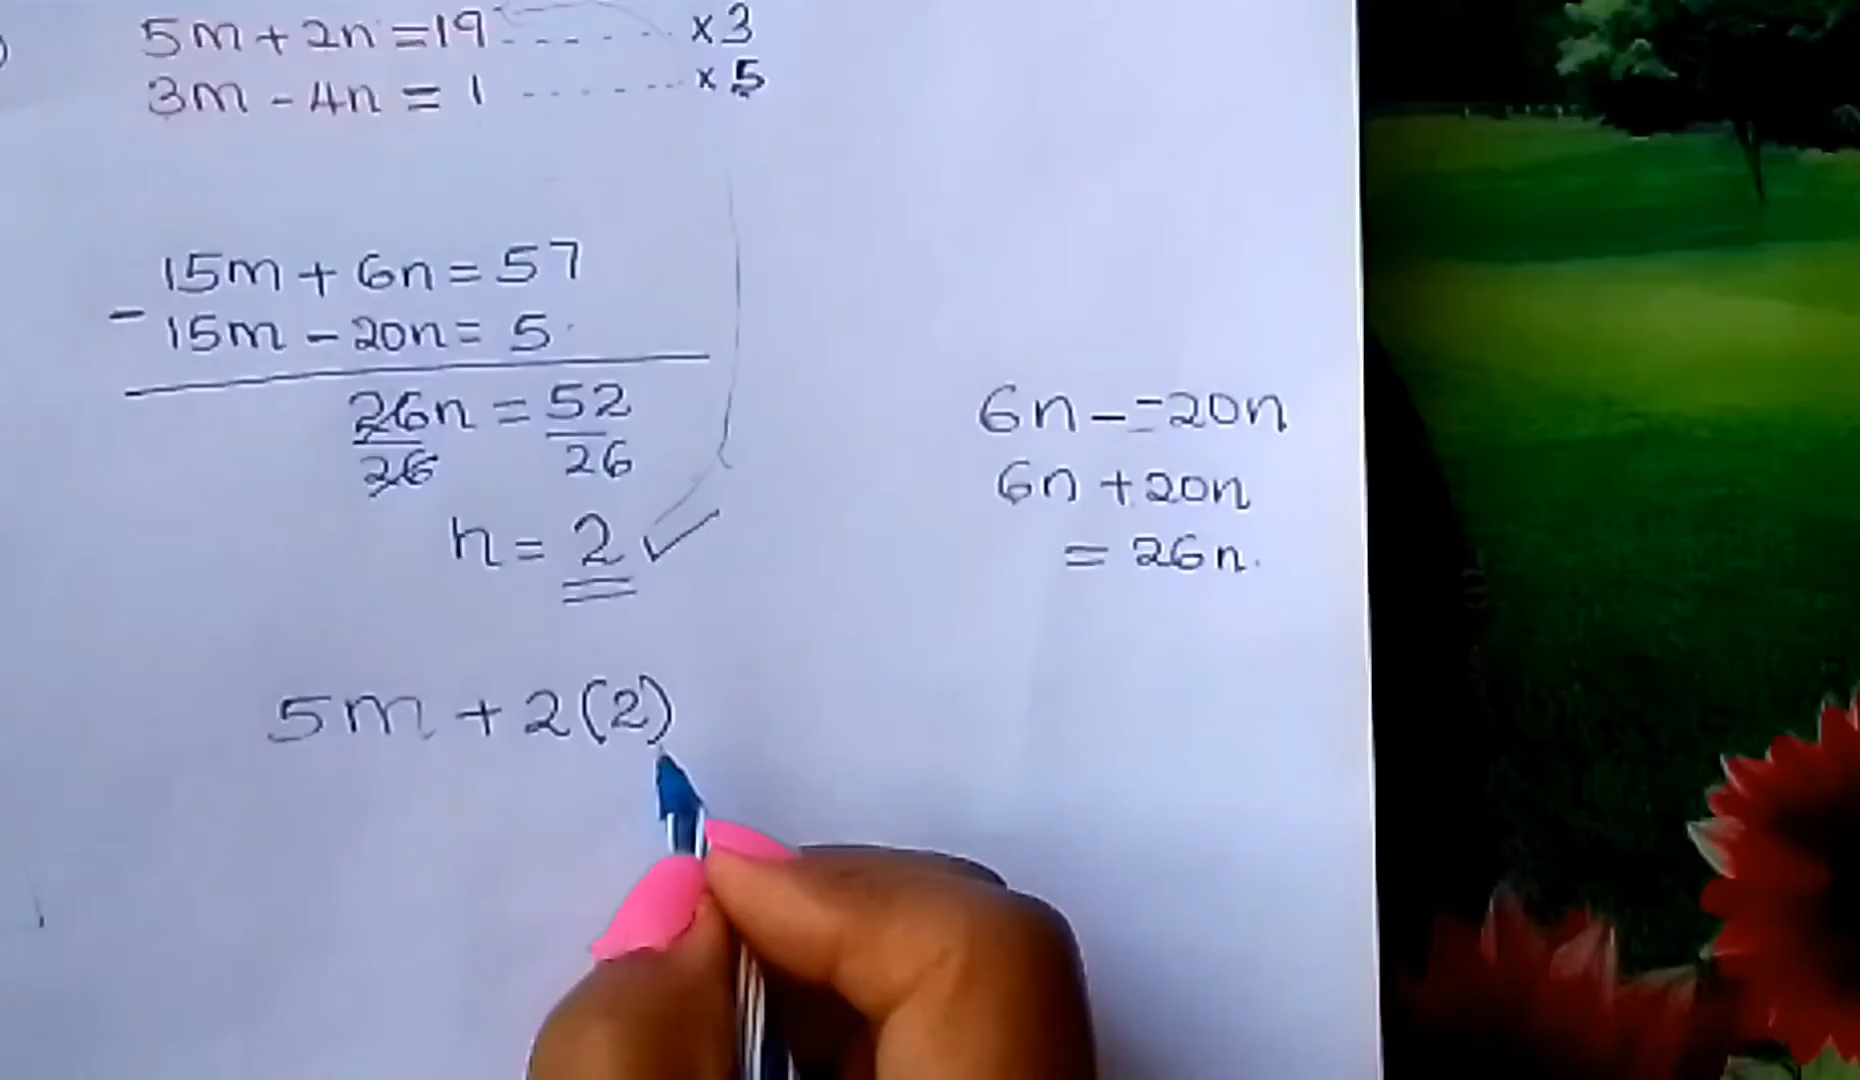 )
5m + 2n = 19 - - - - - - x 3
3m - 4n = 1 - - - - - - x 5
15m + 6n = 57
- 15m - 20n = 5
26n = 52
26 26
n = 2 ✓
6n - -20n
6n + 20n
= 26n.
5m + 2(2)